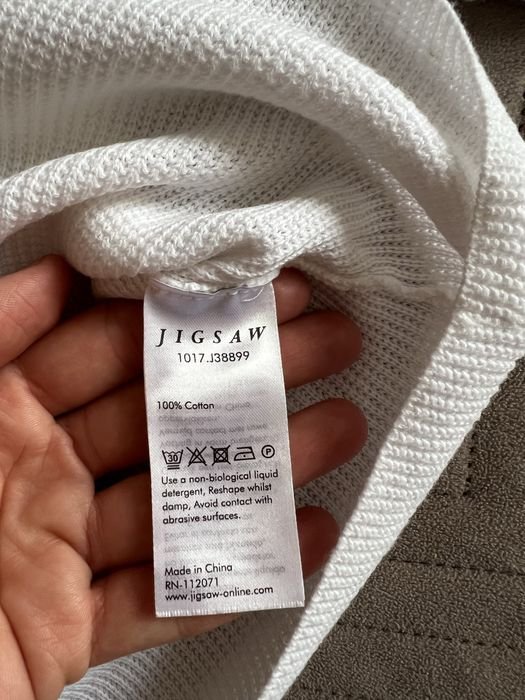 JIGSAW
1017.J38899
100% Cotton
30 P
Use a non-biological liquid
detergent, Reshape whilst
damp, Avoid contact with
abrasive surfaces.
Made in China
RN-112071
www.jigsaw-online.com